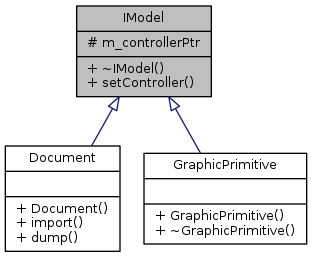 IModel
# m_controllerPtr
+ ~IModel()
+ setController()
Document
+ Document()
+ import()
+ dump()
GraphicPrimitive
+ GraphicPrimitive()
+ ~GraphicPrimitive()